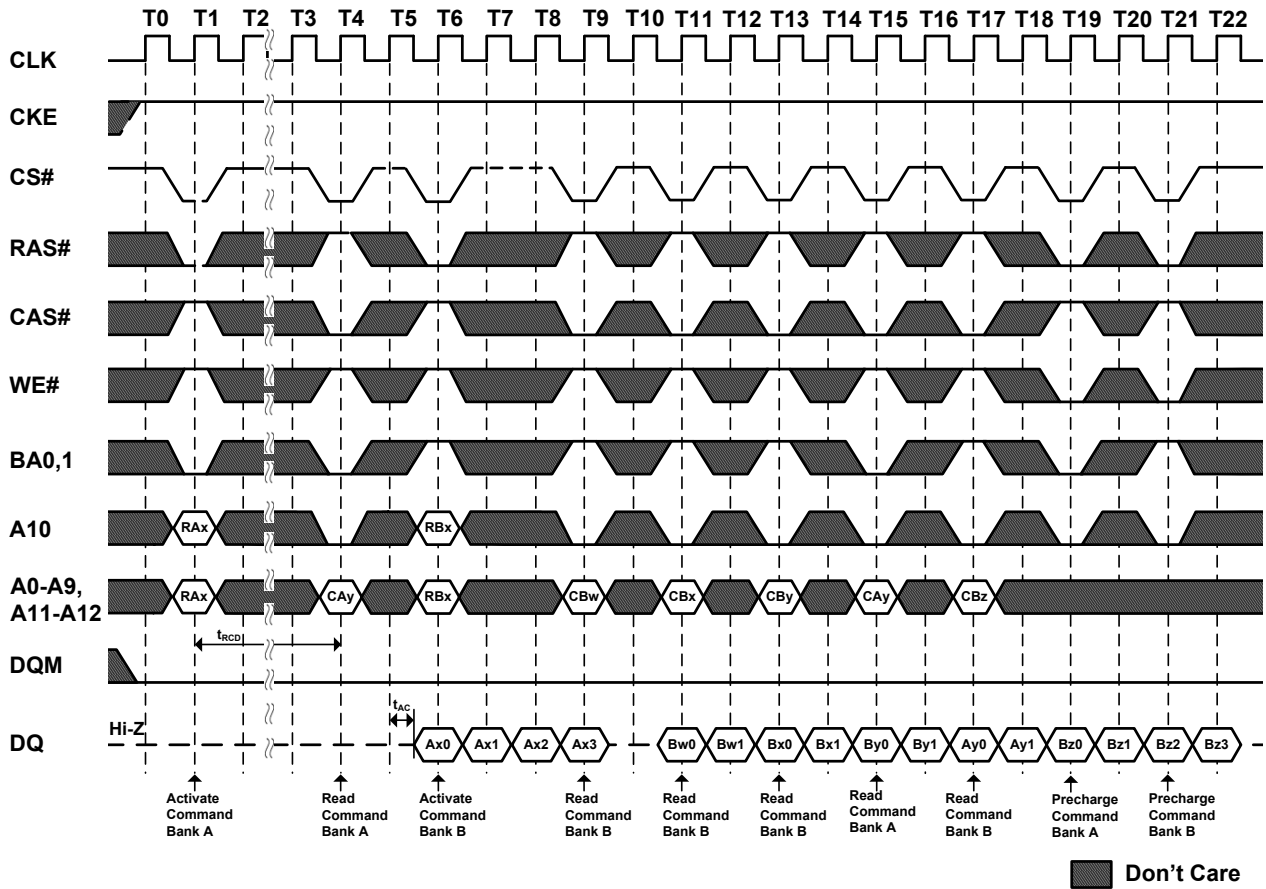 T0 T1 T2 T3 T4 T5 T6 T7 T8 T9 T10 T11 T12 T13 T14 T15 T16 T17 T18 T19 T20 T21 T22
CLK
CKE
CS#
RAS#
CAS#
WE#
BA0,1
A10
RAx RBx
A0-A9,
A11-A12
RAx CAy RBx CBw CBx CBy CAy CBz
tRCD
DQM
tAC
Hi-Z
DQ
Ax0 Ax1 Ax2 Ax3 Bw0 Bw1 Bx0 Bx1 By0 By1 Ay0 Ay1 Bz0 Bz1 Bz2 Bz3
Activate
Command
Bank A
Read
Command
Bank A
Activate
Command
Bank B
Read
Command
Bank B
Read
Command
Bank B
Read
Command
Bank B
Read
Command
Bank A
Read
Command
Bank B
Precharge
Command
Bank A
Precharge
Command
Bank B
Don't Care